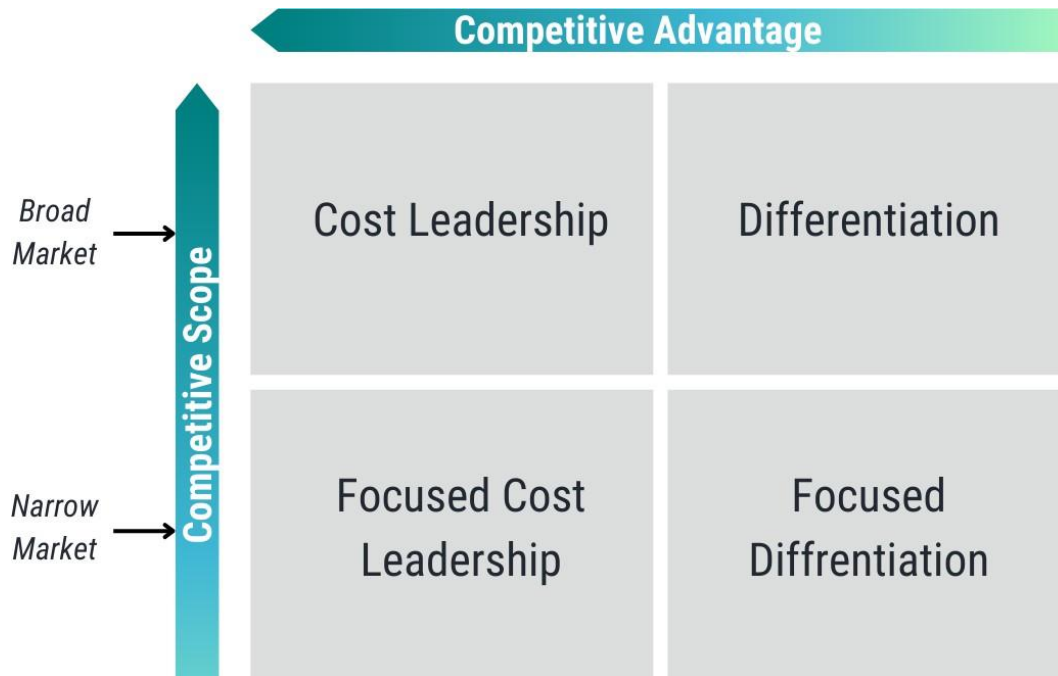 Competitive Advantage
Broad
Market
Competitive Scope
Cost Leadership
Differentiation
Narrow
Market
Focused Cost
Leadership
Focused
Diffrentiation